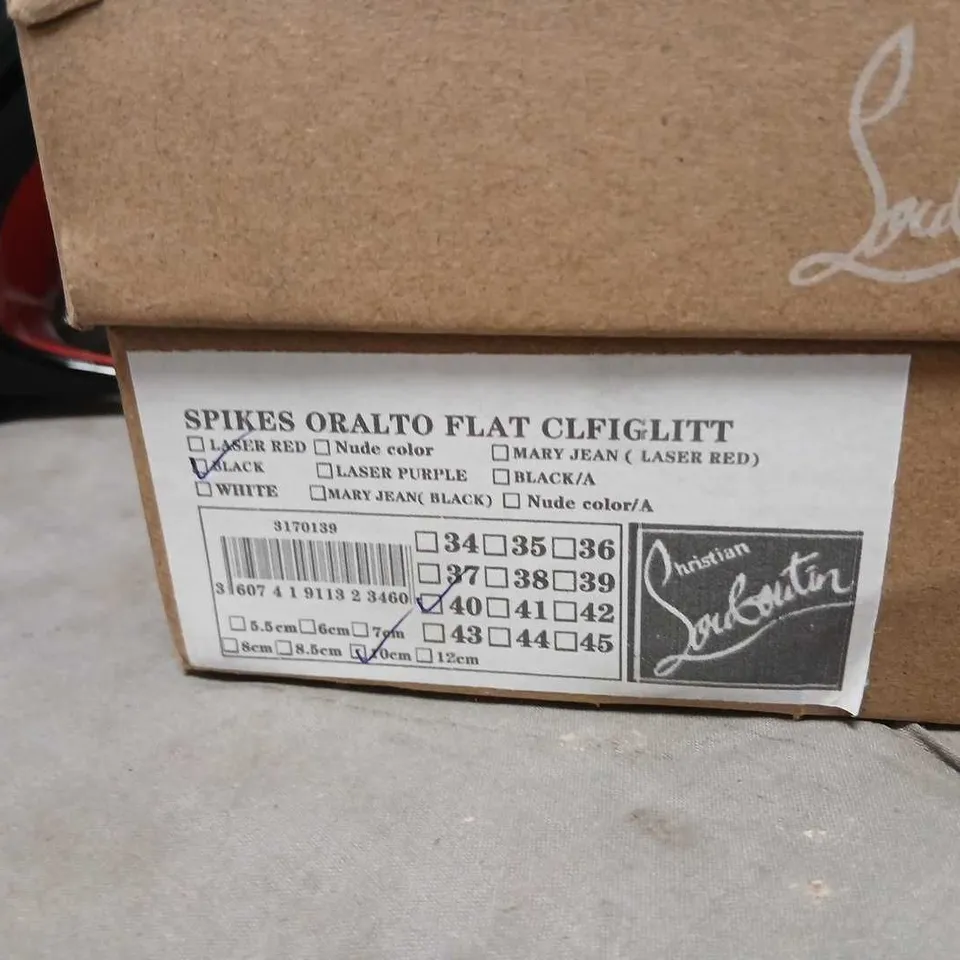 Lou
SPIKES ORALTO FLAT CLFIGLITT
LASER RED Nude color MARY JEAN ( LASER RED)
BLACK LASER PURPLE BLACK/A
WHITE MARY JEAN( BLACK) Nude color/A
3170139
3 607 4 1 9113 2 3460
34 35 36
37 38 39
40 41 42
43 44 45
5.5cm 6cm 7cm
8cm 8.5cm 10cm 12cm
Christian
Louboutin